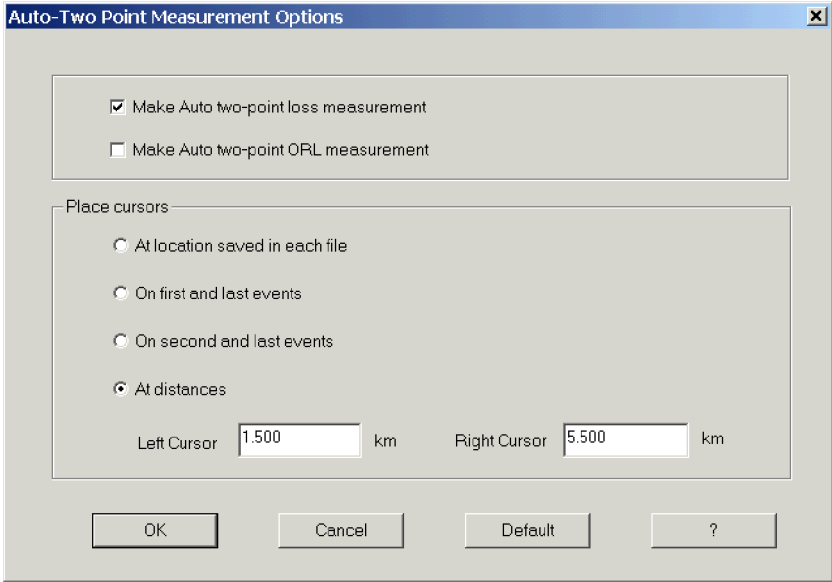 Auto-Two Point Measurement Options
Make Auto two-point loss measurement
Make Auto two-point ORL measurement
Place cursors
At location saved in each file
On first and last events
On second and last events
At distances
Left Cursor 1.500 km Right Cursor 5.500 km
OK Cancel Default ?